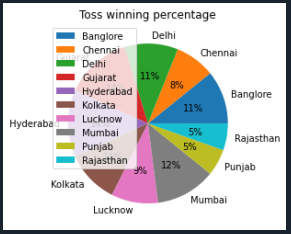 Toss winning percentage
Banglore
Chennai
Delhi
Gujarat
Hyderabad
Kolkata
Lucknow
Mumbai
Punjab
Rajasthan
Delhi
Chennai
Banglore
Rajasthan
Punjab
Mumbai
Lucknow
Kolkata
Hyderabad
Gujarat
11%
8%
11%
5%
5%
12%
9%